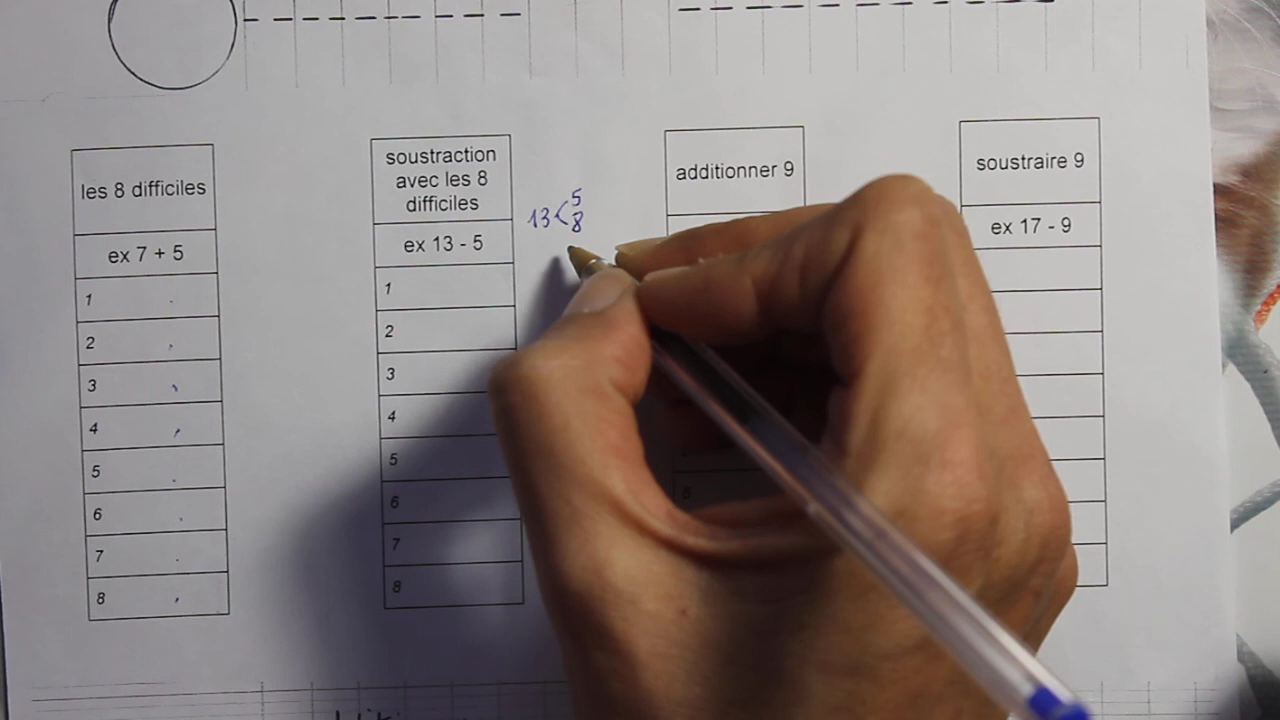 les 8 difficiles
ex 7 + 5
1
2
3
4
5
6
7
8
soustraction
avec les 8
difficiles
ex 13 - 5
1
2
3
4
5
6
7
8
13 < 5
8
additionner 9
6
soustraire 9
ex 17 - 9